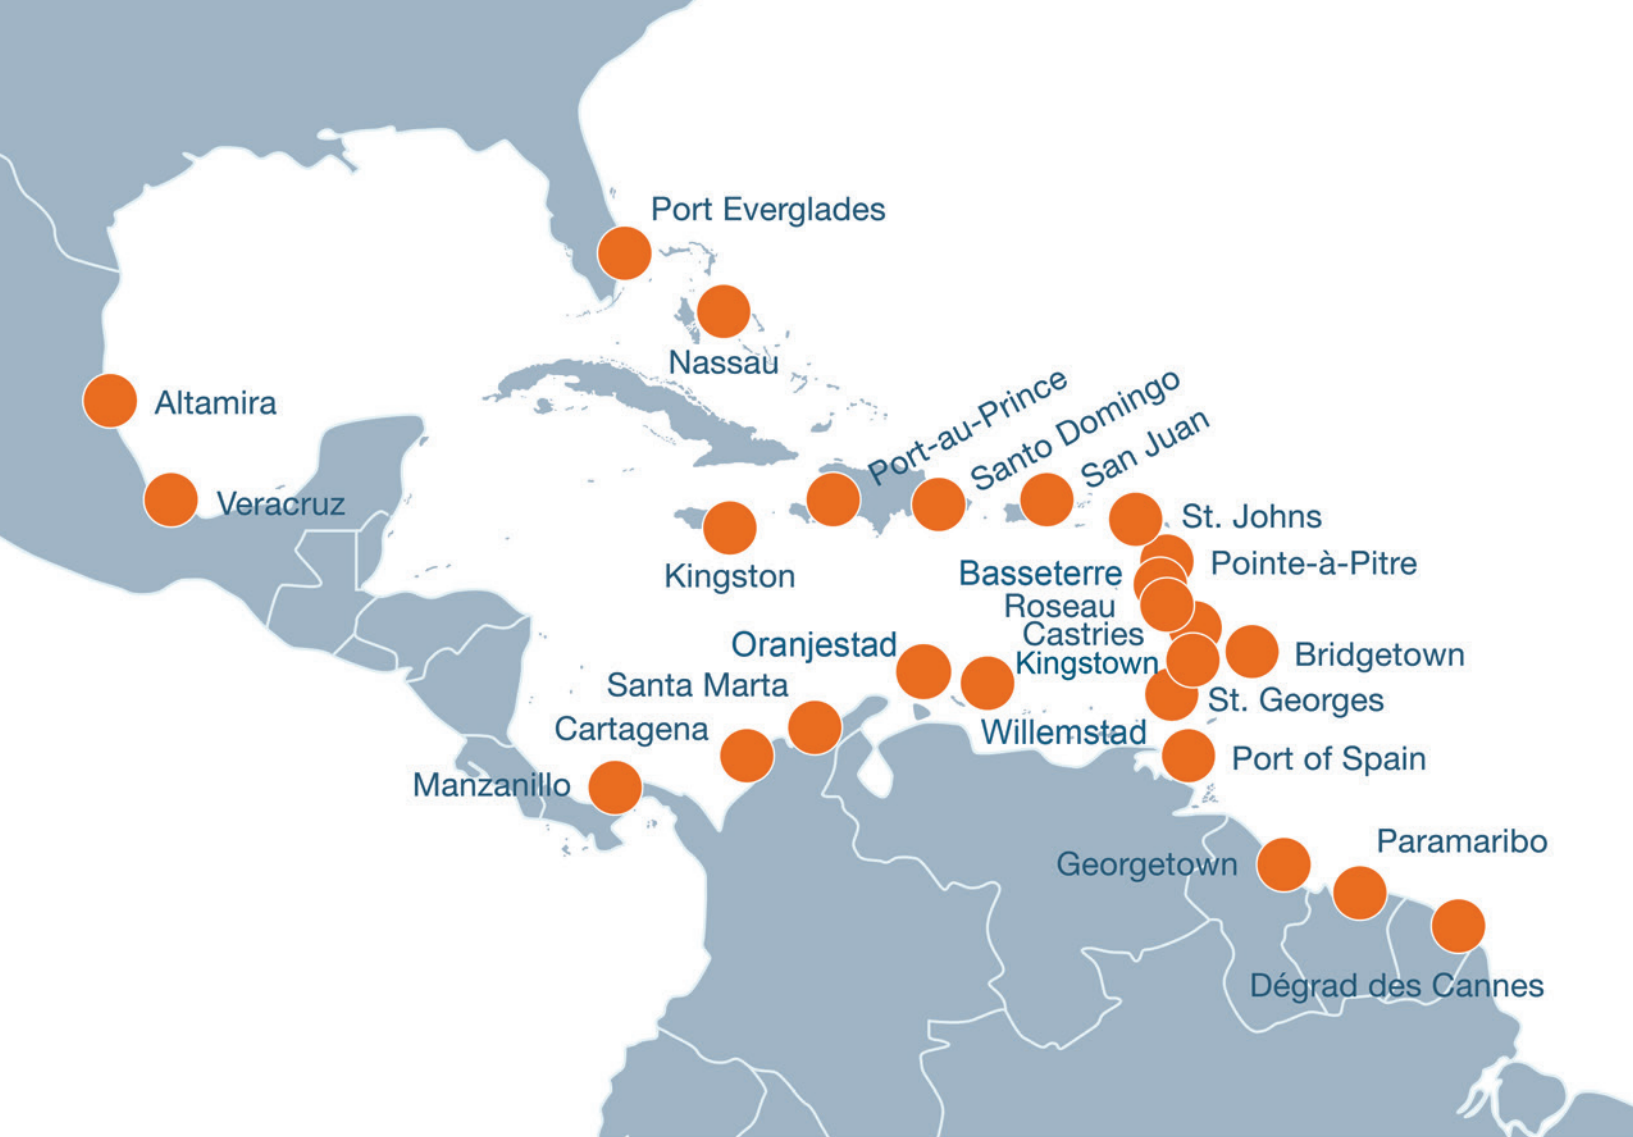 Port Everglades
Nassau
Altamira
Port-au-Prince
Santo Domingo
San Juan
Veracruz
St. Johns
Kingston
Basseterre
Pointe-à-Pitre
Roseau
Castries
Oranjestad
Kingstown
Bridgetown
Santa Marta
St. Georges
Cartagena
Willemstad
Port of Spain
Manzanillo
Paramaribo
Georgetown
Dégrad des Cannes